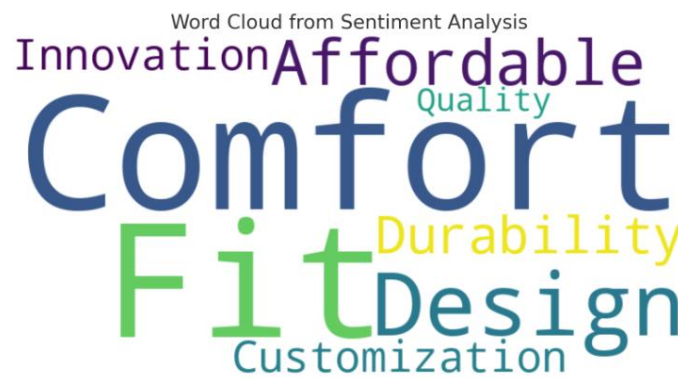 Word Cloud from Sentiment Analysis
Innovation Affordable
Quality
Comfort
Fit
Durability
Design
Customization